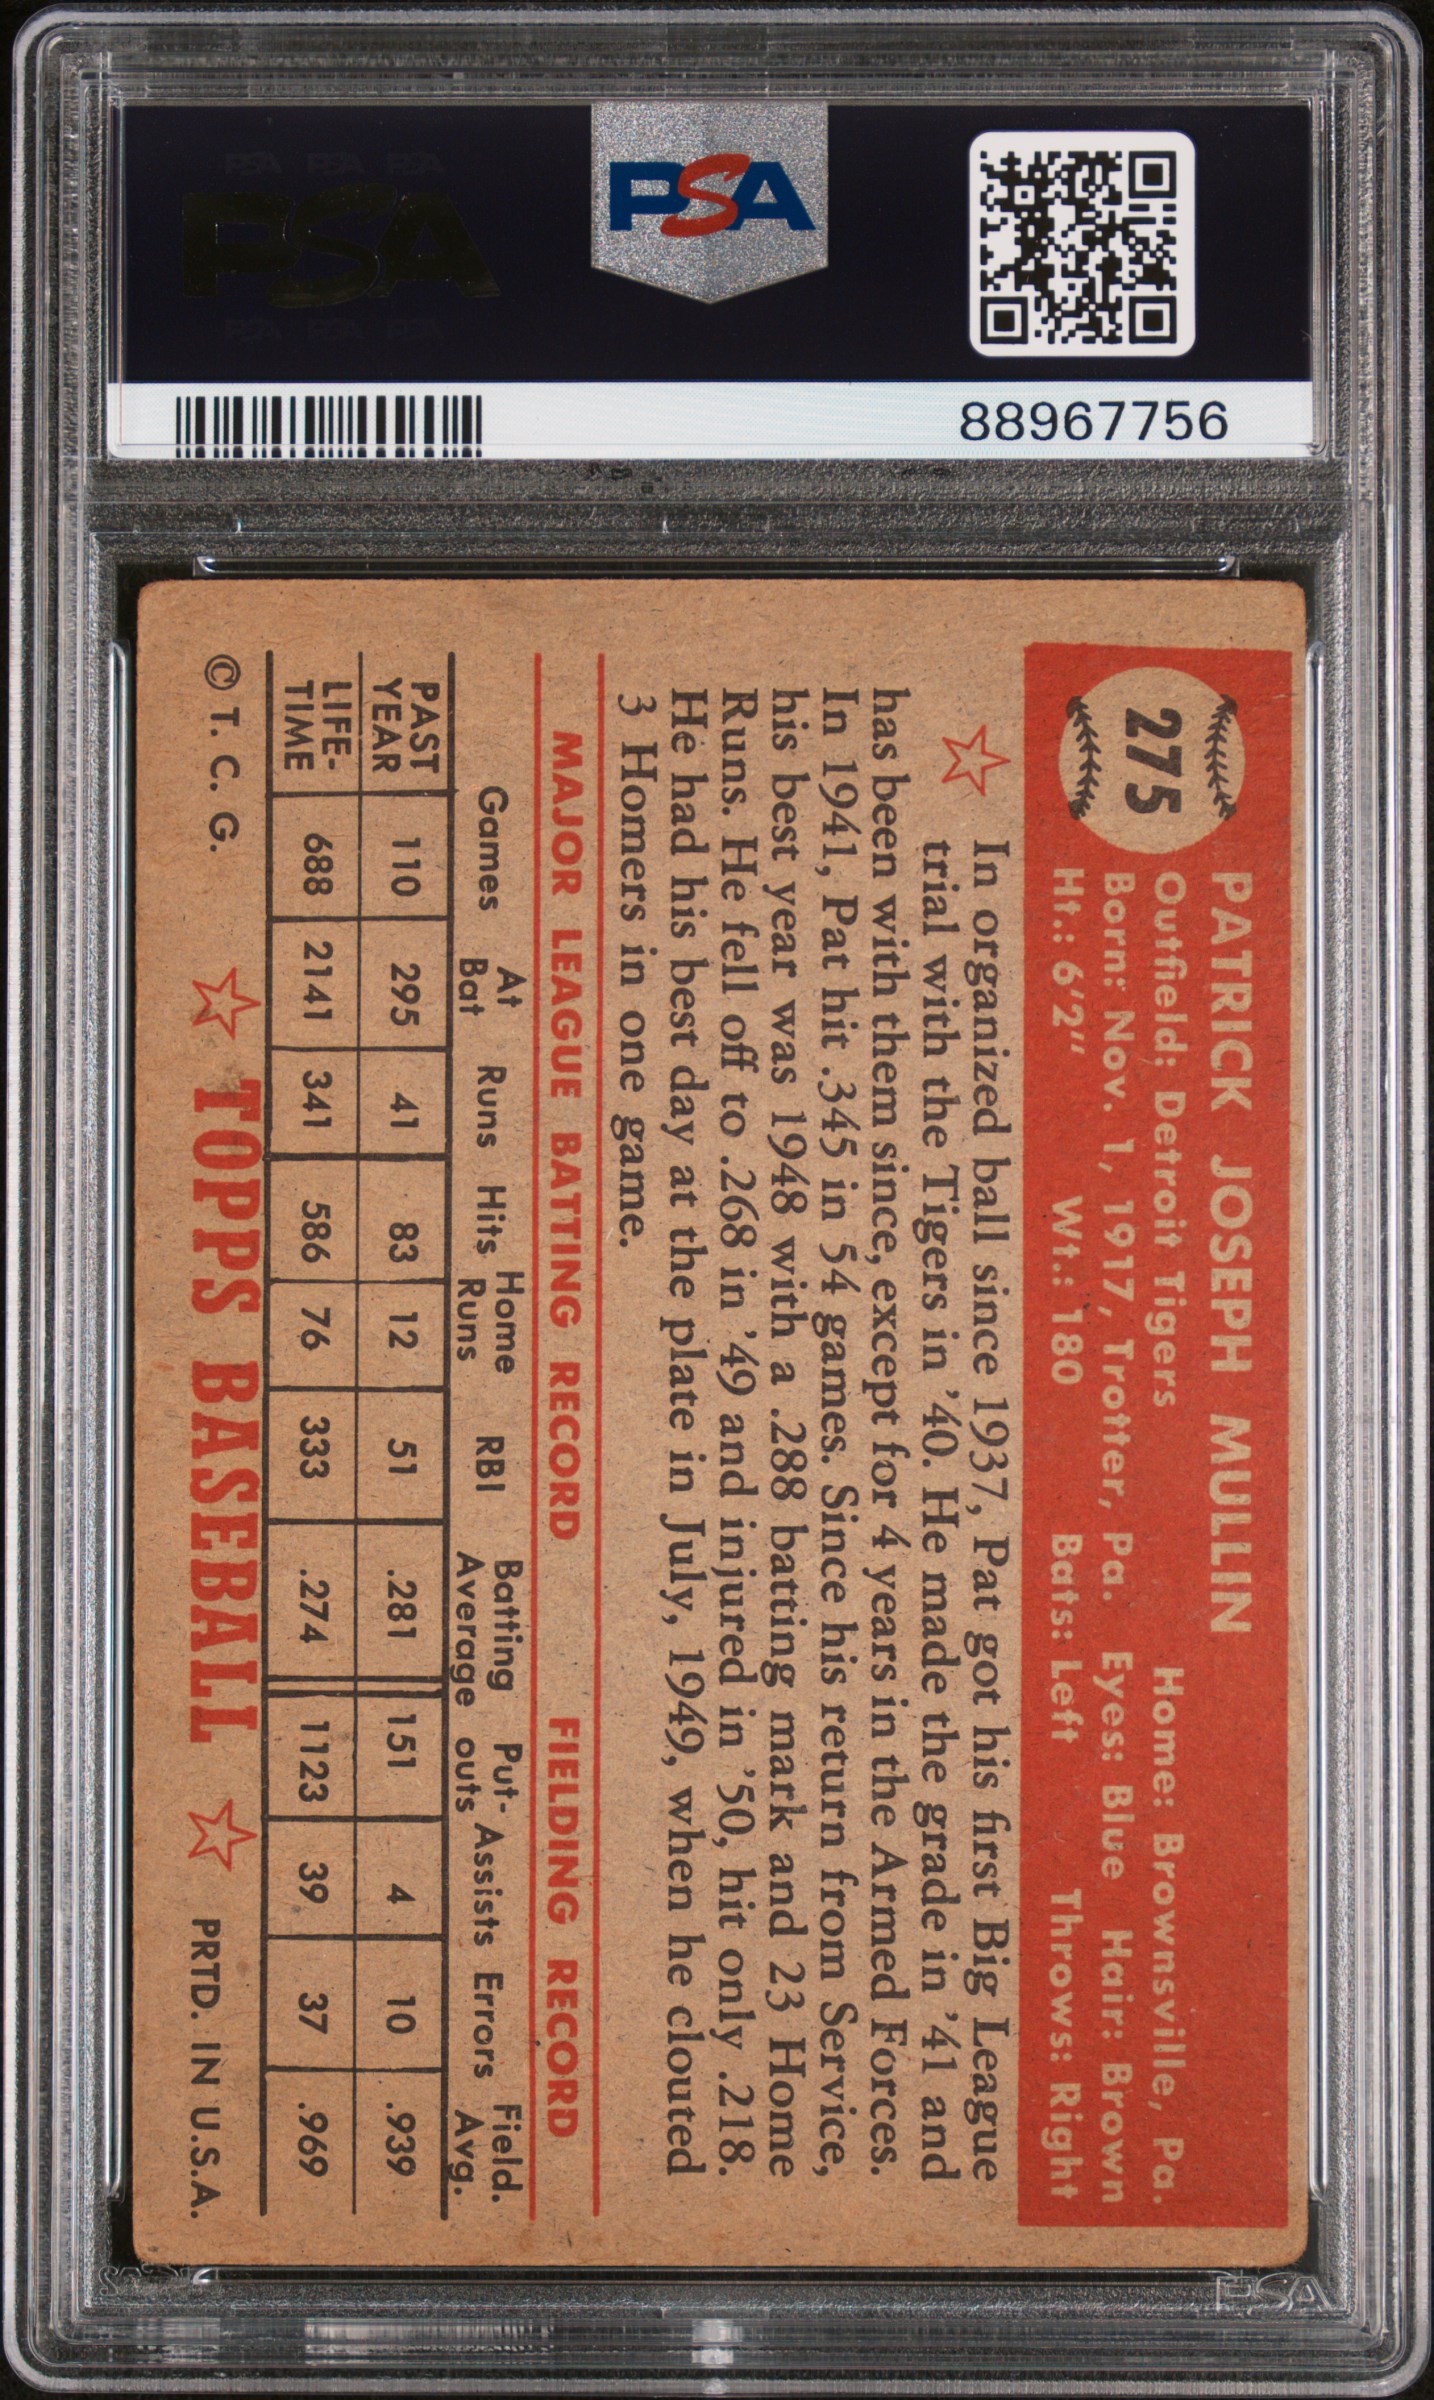 PSA
PSA PSA PSA
PSA
PSA PSA PSA
88967756
275
PATRICK JOSEPH MULLIN
Outfield: Detroit Tigers Home: Brownsville, Pa.
Born: Nov. 1, 1917, Trotter, Pa. Eyes: Blue Hair: Brown
Ht.: 6'2" Wt.: 180 Bats: Left Throws: Right
In organized ball since 1937, Pat got his first Big League
trial with the Tigers in '40. He made the grade in '41 and
has been with them since, except for 4 years in the Armed Forces.
In 1941, Pat hit .345 in 54 games. Since his return from Service,
his best year was 1948 with a .288 batting mark and 23 Home
Runs. He fell off to .268 in '49 and injured in '50, hit only .218.
He had his best day at the plate in July, 1949, when he clouted
3 Homers in one game.
MAJOR LEAGUE BATTING RECORD FIELDING RECORD
Games At Bat Runs Hits Home Runs RBI Batting Average Put-outs Assists Errors Field. Avg.
PAST YEAR 110 295 41 83 12 51 .281 151 4 10 .939
LIFE-TIME 688 2141 341 586 76 333 .274 1123 39 37 .969
© T. C. G. TOPPS BASEBALL PRTD. IN U.S.A.
PSA